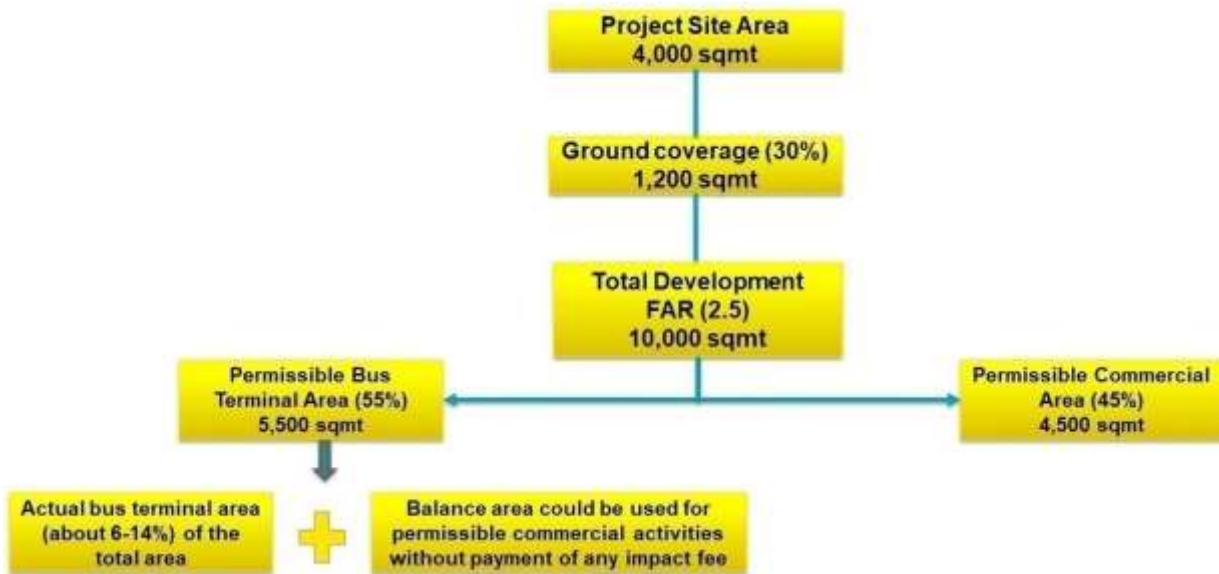 Project Site Area
4,000 sqmt
Ground coverage (30%)
1,200 sqmt
Total Development
FAR (2.5)
10,000 sqmt
Permissible Bus
Terminal Area (55%)
5,500 sqmt
Permissible Commercial
Area (45%)
4,500 sqmt
Actual bus terminal area
(about 6-14%) of the
total area
Balance area could be used for
permissible commercial activities
without payment of any impact fee